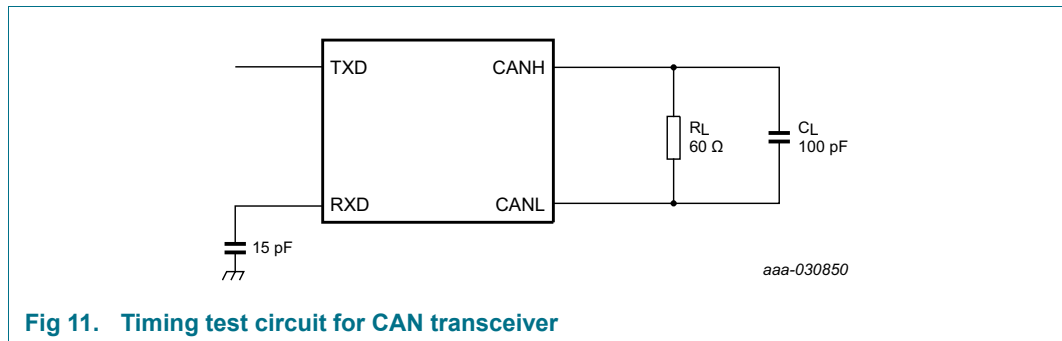 TXD CANH
RL
60 Ω
CL
100 pF
RXD CANL
15 pF
aaa-030850
Fig 11. Timing test circuit for CAN transceiver